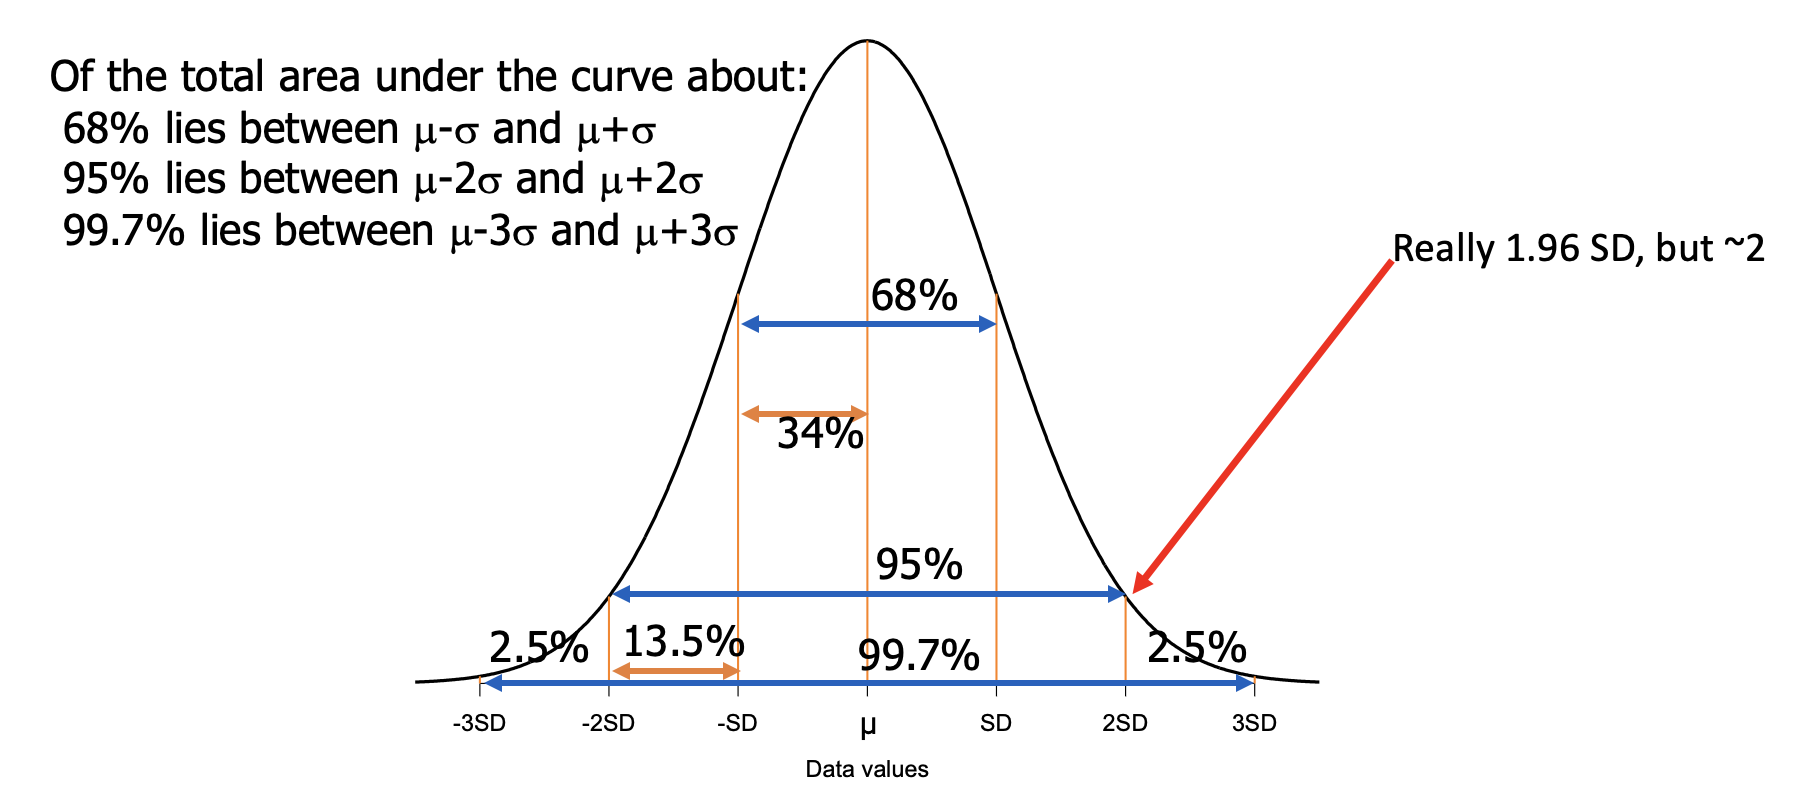 Of the total area under the curve about:
68% lies between μ-σ and μ+σ
95% lies between μ-2σ and μ+2σ
99.7% lies between μ-3σ and μ+3σ
Really 1.96 SD, but ~2
68%
34%
95%
2.5%
13.5%
99.7%
2.5%
-3SD -2SD -SD μ SD 2SD 3SD
Data values